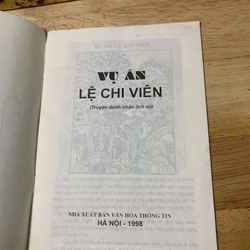 VỤ ÁN
LỆ CHI VIÊN
(Truyện danh nhân lịch sử)
NHÀ XUẤT BẢN VĂN HÓA THÔNG TIN
HÀ NỘI - 1998